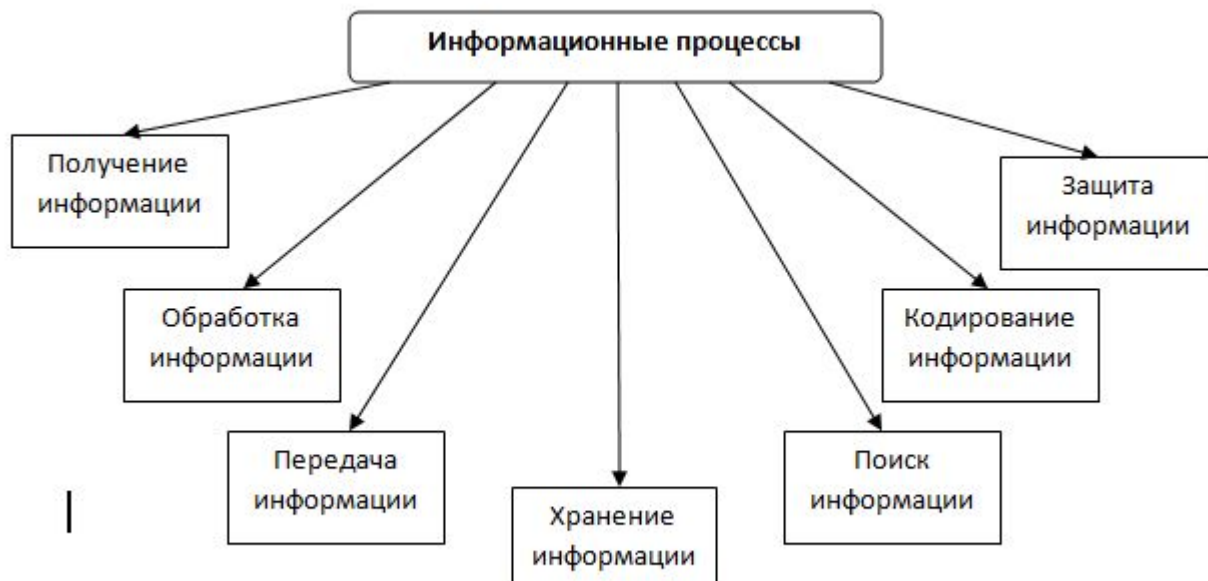 Информационные процессы
Получение
информации
Защита
информации
Обработка
информации
Кодирование
информации
Передача
информации
Поиск
информации
Хранение
информации